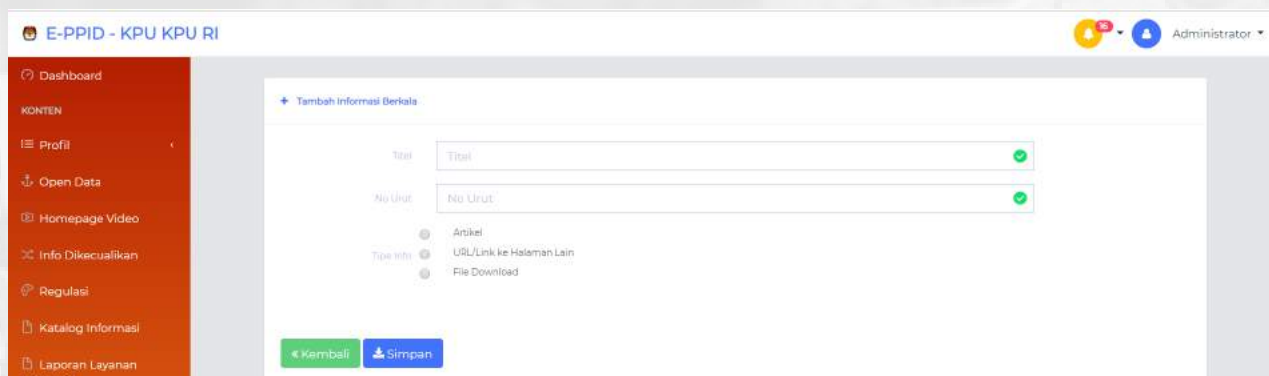 E-PPID - KPU KPU RI
16
Administrator
Dashboard
KONTEN
Profil
Open Data
Homepage Video
Info Dikecualikan
Regulasi
Katalog Informasi
Laporan Layanan
Tambah Informasi Berkala
Titel
Titel
No Urut
No Urut
Tipe Info
Artikel
URL/Link ke Halaman Lain
File Download
Kembali
Simpan